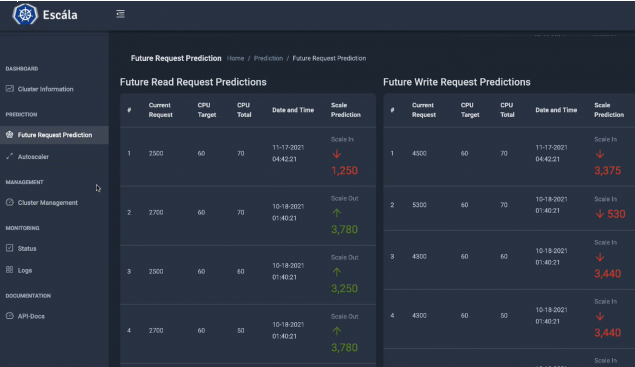 Escála
DASHBOARD
Cluster Information
PREDICTION
Future Request Prediction
Autoscaler
MANAGEMENT
Cluster Management
MONITORING
Status
Logs
DOCUMENTATION
API-Docs
Future Request Prediction Home / Prediction / Future Request Prediction
Future Read Request Predictions
# Current Request CPU Target CPU Total Date and Time Scale Prediction
1 2500 60 70 11-17-2021 04:42:21 Scale In ↓ 1,250
2 2700 60 70 10-18-2021 01:40:21 Scale Out ↑ 3,780
3 2500 60 60 10-18-2021 01:40:21 Scale Out ↑ 3,250
4 2700 60 50 10-18-2021 01:40:21 Scale Out ↑ 3,780
Future Write Request Predictions
# Current Request CPU Target CPU Total Date and Time Scale Prediction
1 4500 60 70 11-17-2021 04:42:21 Scale In ↓ 3,375
2 5300 60 70 10-18-2021 01:40:21 Scale In ↓ 530
3 4300 60 60 10-18-2021 01:40:21 Scale In ↓ 3,440
4 4300 60 50 10-18-2021 01:40:21 Scale In ↓ 3,440
Scale In